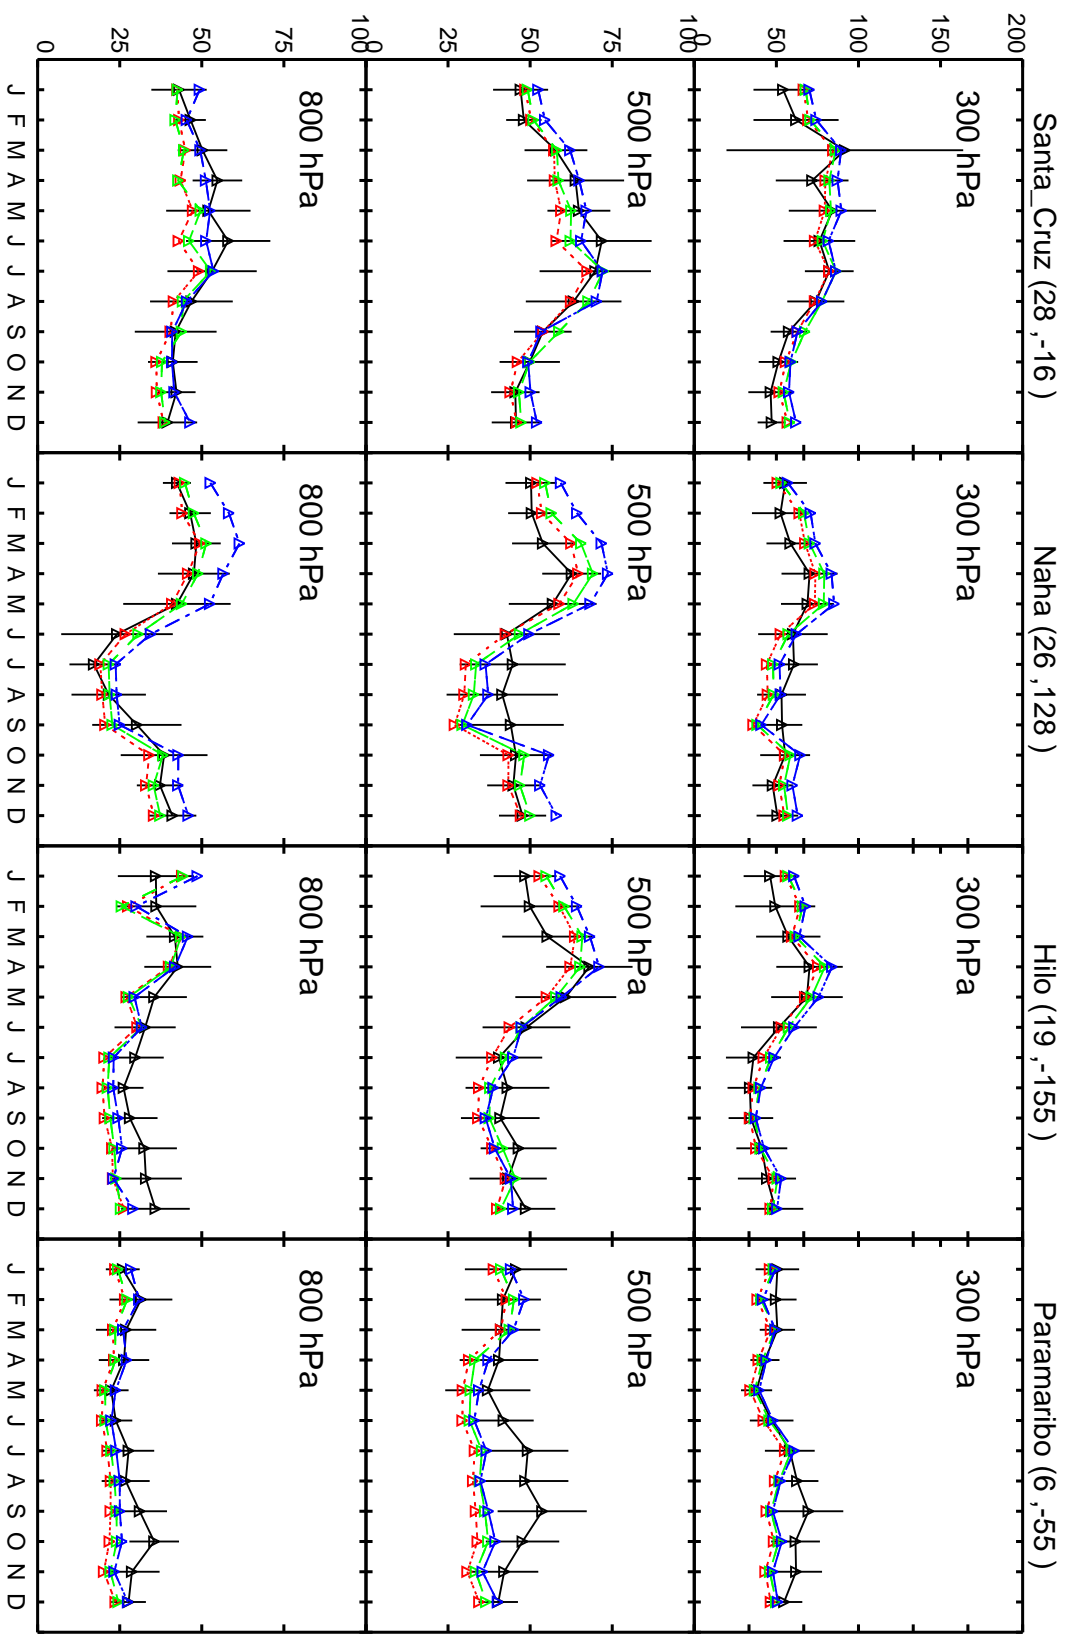 Santa_Cruz (28 ,-16 )
Naha (26 ,128 )
Hilo (19 ,-155 )
Paramaribo (6 ,-55 )
200
150
100
50
0
300 hPa
300 hPa
300 hPa
300 hPa
100
75
50
25
0
500 hPa
500 hPa
500 hPa
500 hPa
100
75
50
25
0
800 hPa
800 hPa
800 hPa
800 hPa
J F M A M J J A S O N D
J F M A M J J A S O N D
J F M A M J J A S O N D
J F M A M J J A S O N D